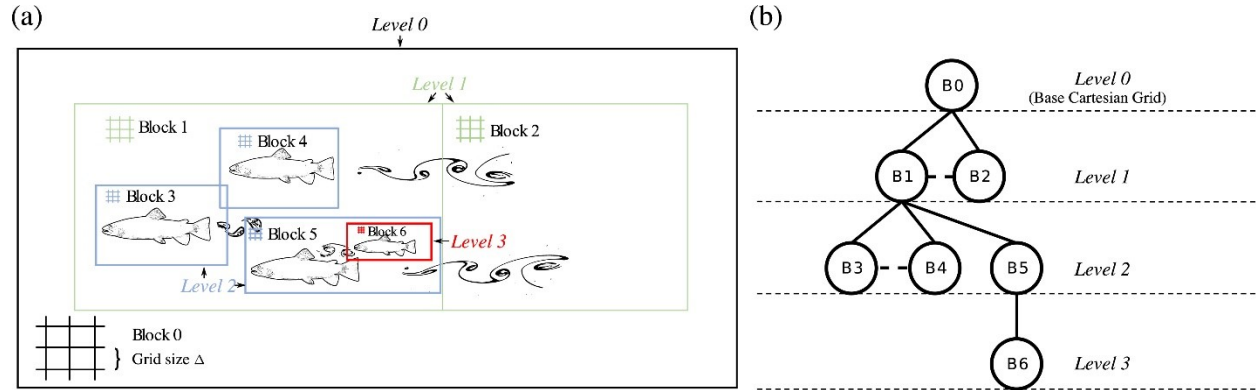 (a)
Level 0
Level 1
Block 1
Block 4
Block 2
Block 3
Block 5
Block 6
Level 3
Level 2
Block 0
Grid size Δ
(b)
B0
Level 0
(Base Cartesian Grid)
B1
B2
Level 1
B3
B4
B5
Level 2
B6
Level 3